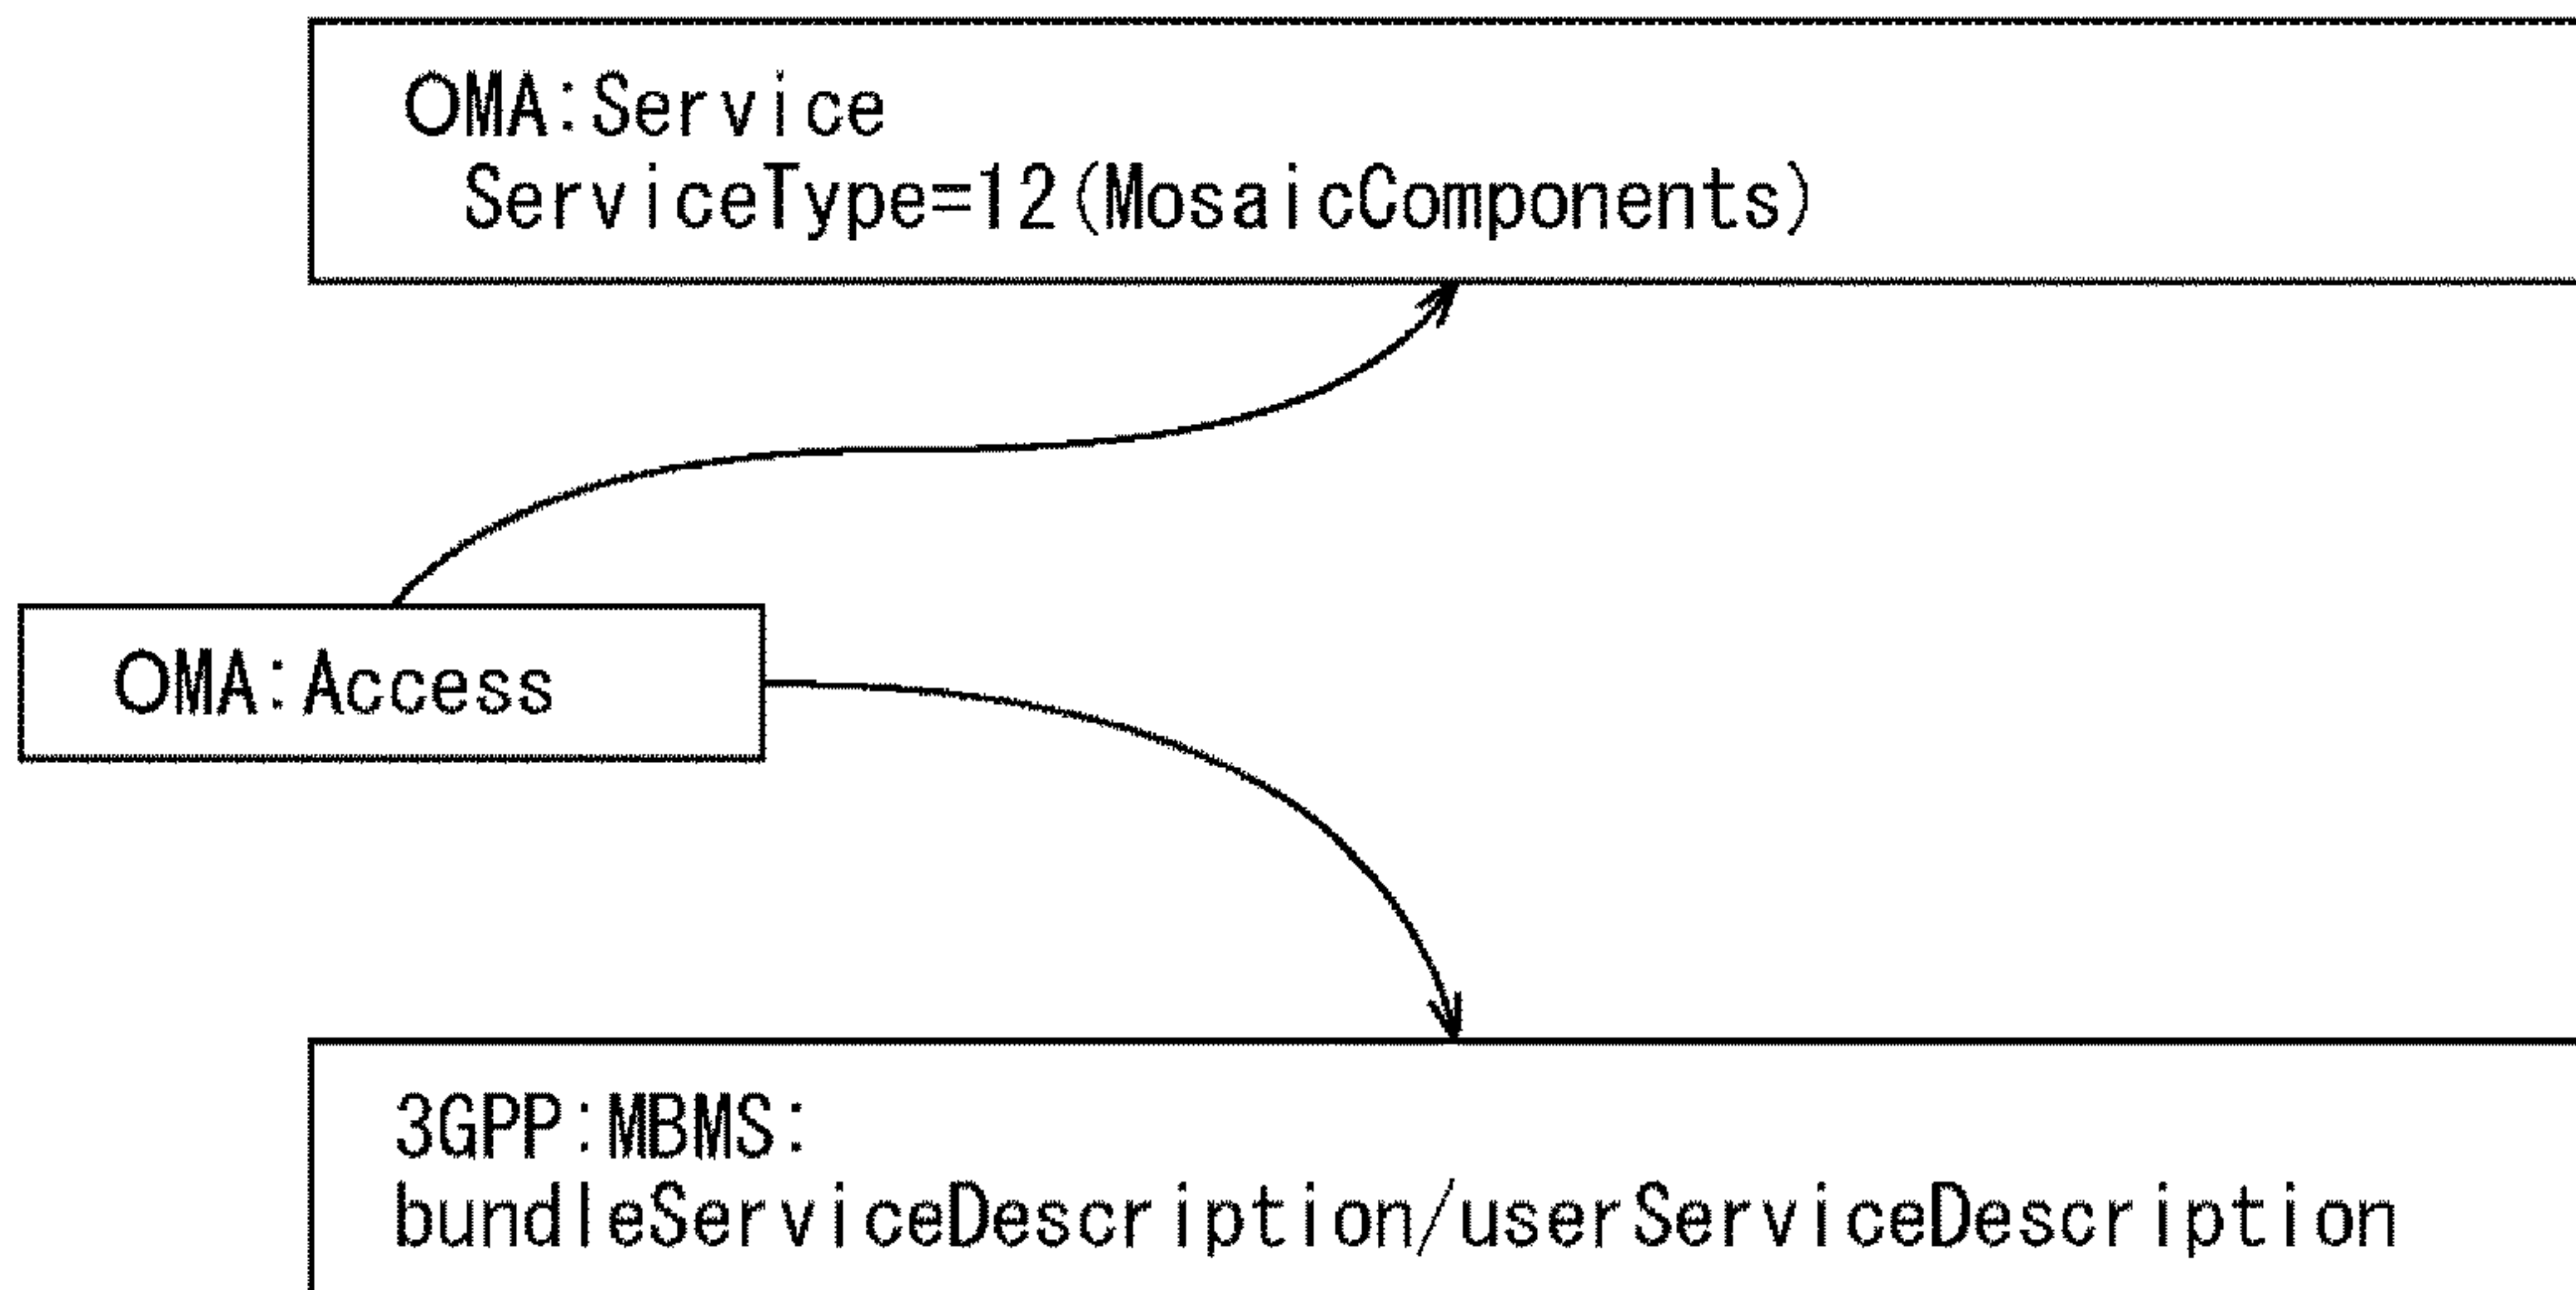 OMA:Service
ServiceType=12(MosaicComponents)
OMA:Access
3GPP:MBMS:
bundleServiceDescription/userServiceDescription